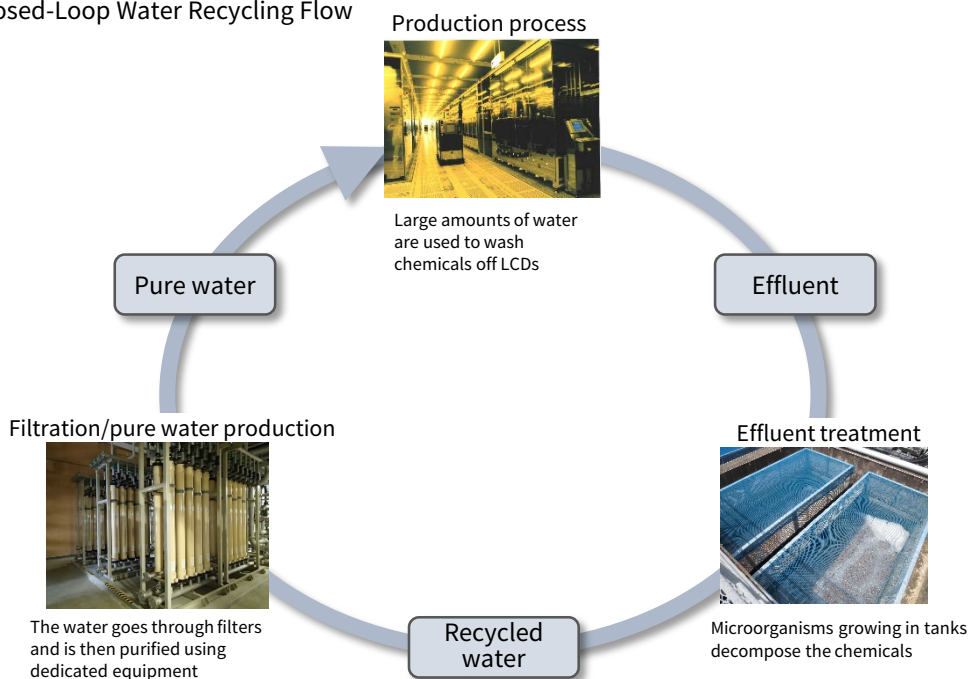 osed-Loop Water Recycling Flow
Production process
Large amounts of water
are used to wash
chemicals off LCDs
Pure water
Effluent
Filtration/pure water production
Effluent treatment
The water goes through filters
and is then purified using
dedicated equipment
Recycled
water
Microorganisms growing in tanks
decompose the chemicals